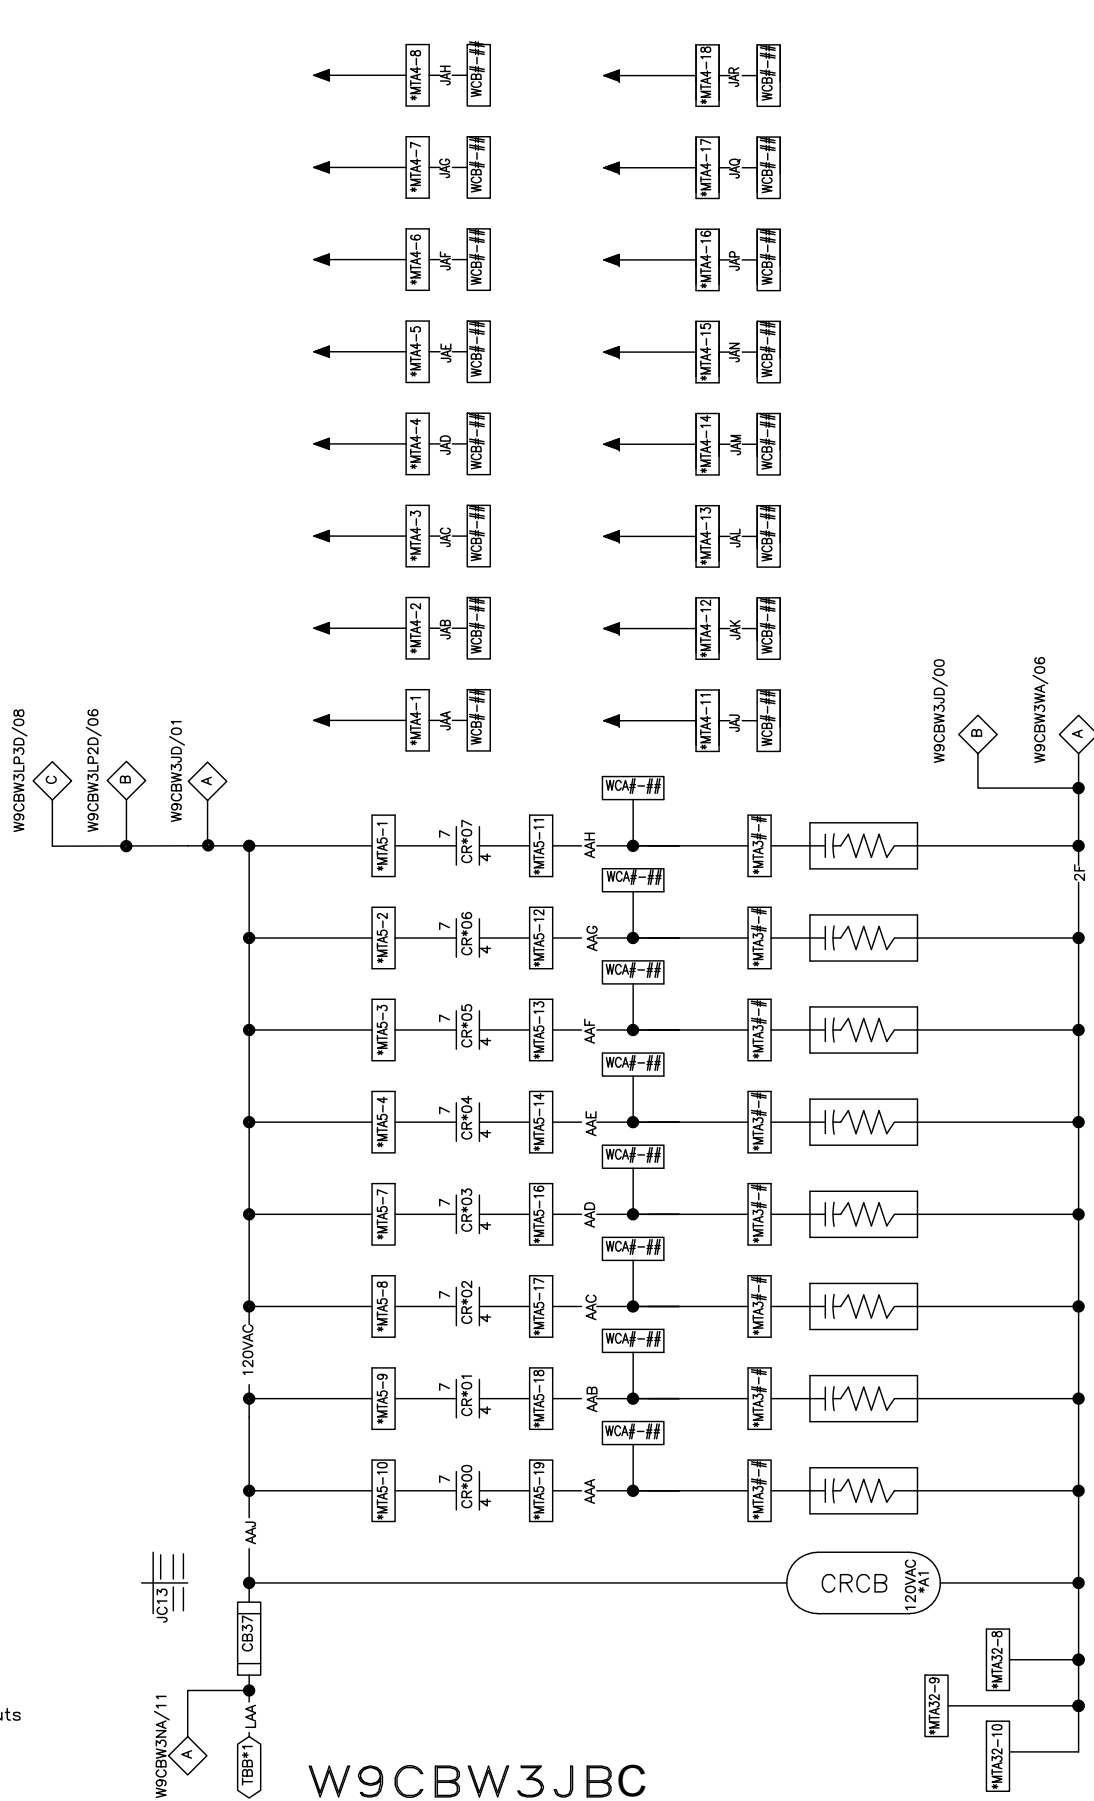 *MTA4-8
JAH
WCB#-##
*MTA4-18
JAR
WCB#-##
*MTA4-7
JAG
WCB#-##
*MTA4-17
JAQ
WCB#-##
*MTA4-6
JAF
WCB#-##
*MTA4-16
JAP
WCB#-##
*MTA4-5
JAE
WCB#-##
*MTA4-15
JAN
WCB#-##
*MTA4-4
JAD
WCB#-##
*MTA4-14
JAM
WCB#-##
*MTA4-3
JAC
WCB#-##
*MTA4-13
JAL
WCB#-##
*MTA4-2
JAB
WCB#-##
*MTA4-12
JAK
WCB#-##
*MTA4-1
JAA
WCB#-##
*MTA4-11
JAJ
WCB#-##
W9CBW3LP3D/08
C
W9CBW3LP2D/06
B
W9CBW3JD/01
A
W9CBW3JD/00
B
W9CBW3WA/06
A
*MTA5-1
7
CR*07
4
*MTA5-11
AAH
WCA#-##
*MTA3#-#
2F
*MTA5-2
7
CR*06
4
*MTA5-12
AAG
WCA#-##
*MTA3#-#
*MTA5-3
7
CR*05
4
*MTA5-13
AAF
WCA#-##
*MTA3#-#
*MTA5-4
7
CR*04
4
*MTA5-14
AAE
WCA#-##
*MTA3#-#
*MTA5-7
7
CR*03
4
*MTA5-16
AAD
WCA#-##
*MTA3#-#
*MTA5-8
7
CR*02
4
*MTA5-17
AAC
WCA#-##
*MTA3#-#
120VAC
*MTA5-9
7
CR*01
4
*MTA5-18
AAB
WCA#-##
*MTA3#-#
*MTA5-10
7
CR*00
4
*MTA5-19
AAA
WCA#-##
*MTA3#-#
AAJ
JC13
CB37
CRCB
120VAC
*A1
W9CBW3NA/11
A
LAA
TBB*1
*MTA32-8
*MTA32-9
*MTA32-10
uts
W9CBW3JBC